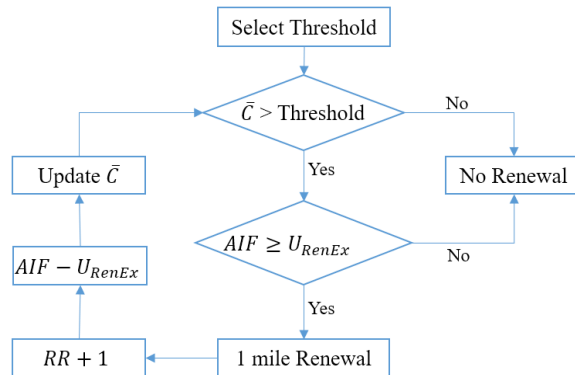 Select Threshold
C̄ > Threshold
No
Yes
Update C̄
No Renewal
AIF ≥ U_RenEx
No
AIF − U_RenEx
Yes
RR + 1
1 mile Renewal